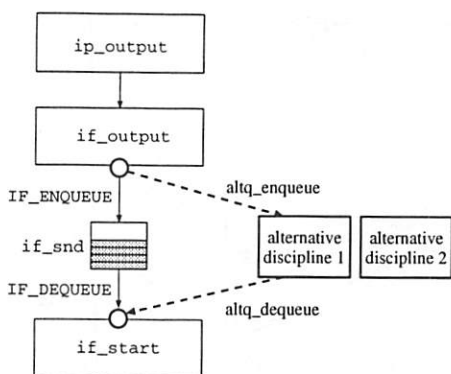 ip_output
if_output
IF_ENQUEUE
altq_enqueue
if_snd
alternative
discipline 1
alternative
discipline 2
IF_DEQUEUE
altq_dequeue
if_start